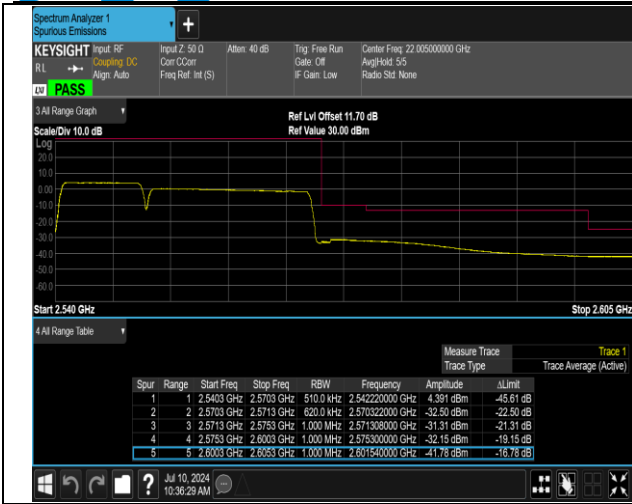 Spectrum Analyzer 1
Spurious Emissions
KEYSIGHT Input: RF Input Z: 50 Ω Atten: 40 dB Trig: Free Run Center Freq: 22.005000000 GHz
RL Coupling: DC Corr CCorr Gate: Off Avg|Hold: 5/5
Align: Auto Freq Ref: Int (S) IF Gain: Low Radio Std: None
LXI PASS
3 All Range Graph
Ref Lvl Offset 11.70 dB
Scale/Div 10.0 dB Ref Value 30.00 dBm
Log
20.0
10.0
0.00
-10.0
-20.0
-30.0
-40.0
-50.0
-60.0
Start 2.540 GHz Stop 2.605 GHz
4 All Range Table
Measure Trace Trace 1
Trace Type Trace Average (Active)
Spur Range Start Freq Stop Freq RBW Frequency Amplitude ΔLimit
1 1 2.5403 GHz 2.5703 GHz 510.0 kHz 2.542220000 GHz 4.391 dBm -45.61 dB
2 2 2.5703 GHz 2.5713 GHz 620.0 kHz 2.570322000 GHz -32.50 dBm -22.50 dB
3 3 2.5713 GHz 2.5753 GHz 1.000 MHz 2.571308000 GHz -31.31 dBm -21.31 dB
4 4 2.5753 GHz 2.6003 GHz 1.000 MHz 2.575300000 GHz -32.15 dBm -19.15 dB
5 5 2.6003 GHz 2.6053 GHz 1.000 MHz 2.601540000 GHz -41.78 dBm -16.78 dB
Jul 10, 2024
10:36:29 AM